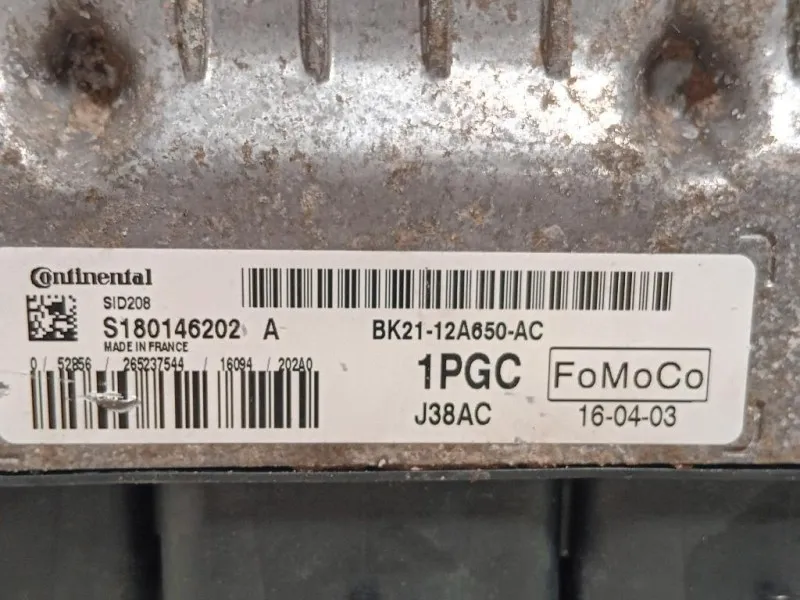 Continental
SID208
S180146202 A
MADE IN FRANCE
0 / 52856 / 265237544 / 16094 / 202A0
BK21-12A650-AC
1PGC
FoMoCo
J38AC
16-04-03